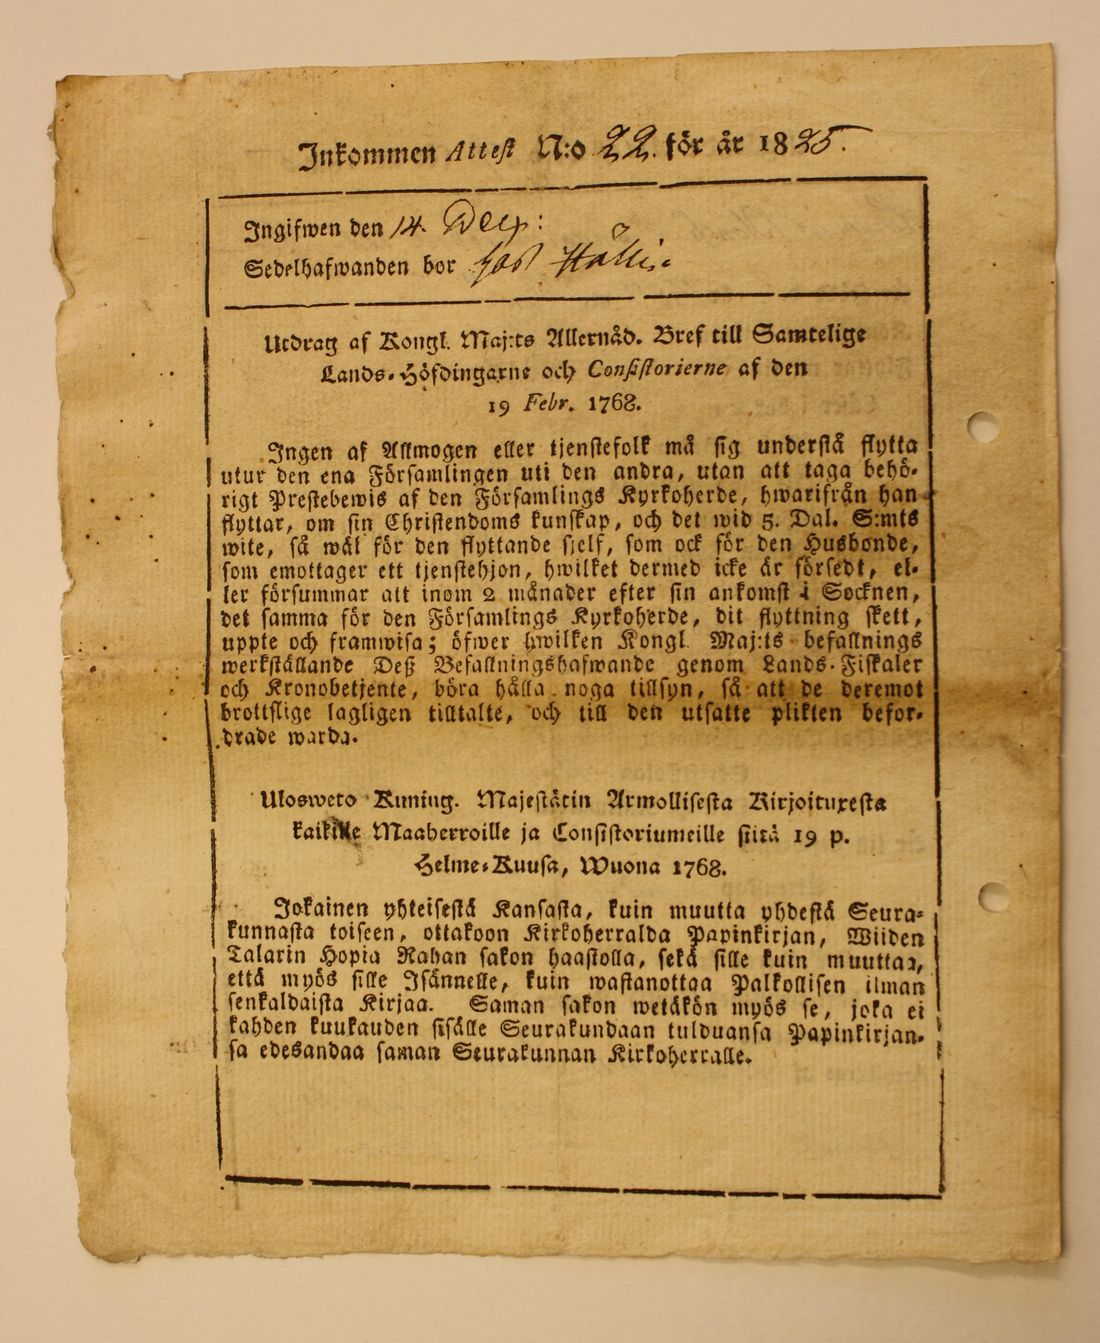 Inkommen Attest N:o 22. för år 1825.
Ingifwen den 14. Decp:
Sedelhafwanden bor hos
Utdrag af Kongl. Maj:ts Allernåd. Bref till Samtelige
Lands-Höfdingarne och Consistorierne af den
19 Febr. 1768.
Ingen af Allmogen eller tjenstefolk må sig understå flytta
utur den ena Församlingen uti den andra, utan att taga behö-
rigt Prestebewis af den Församlings Kyrkoherde, hwarifrån han
flyttar, om sin Christendoms kunskap, och det wid 5. Dal. S:mts
wite, så wäl för den flyttande sjelf, som ock för den Husbonde,
som emottager ett tjenstehjon, hwilket dermed icke är försedt, el-
ler försummar att inom 2 månader efter sin ankomst i Socknen,
det samma för den Församlings Kyrkoherde, dit flyttning skett,
uppte och framwisa; öfwer hwilken Kongl. Maj:ts befallnings
werkställande Deß Befallningshafwande genom Lands-Fiskaler
och Kronobetjente, böra hålla noga tillsyn, så att de deremot
brottslige lagligen tilltalte, och till den utsatte plikten befor-
drade warda.
Ulosweto Kuning. Majestätin Armollisesta Kirjoituxesta
kaikille Maaherroille ja Consistoriumeille siitä 19 p.
Helme-Kuusa, Wuona 1768.
Jokainen yhteisestä Kansasta, kuin muutta yhdestä Seura-
kunnasta toiseen, ottakoon Kirkoherralda Papinkirjan, Wiiden
Talarin Hopia Rahan sakon haastolla, sekä sille kuin muuttaa,
että myös sille Isännelle, kuin wastanottaa Palkollisen ilman
senkaldaista Kirjaa. Saman sakon wetäkön myös se, joka ei
kahden kuukauden sisälle Seurakundaan tulduansa Papinkirjan-
sa edesandaa saman Seurakunnan Kirkoherralle.